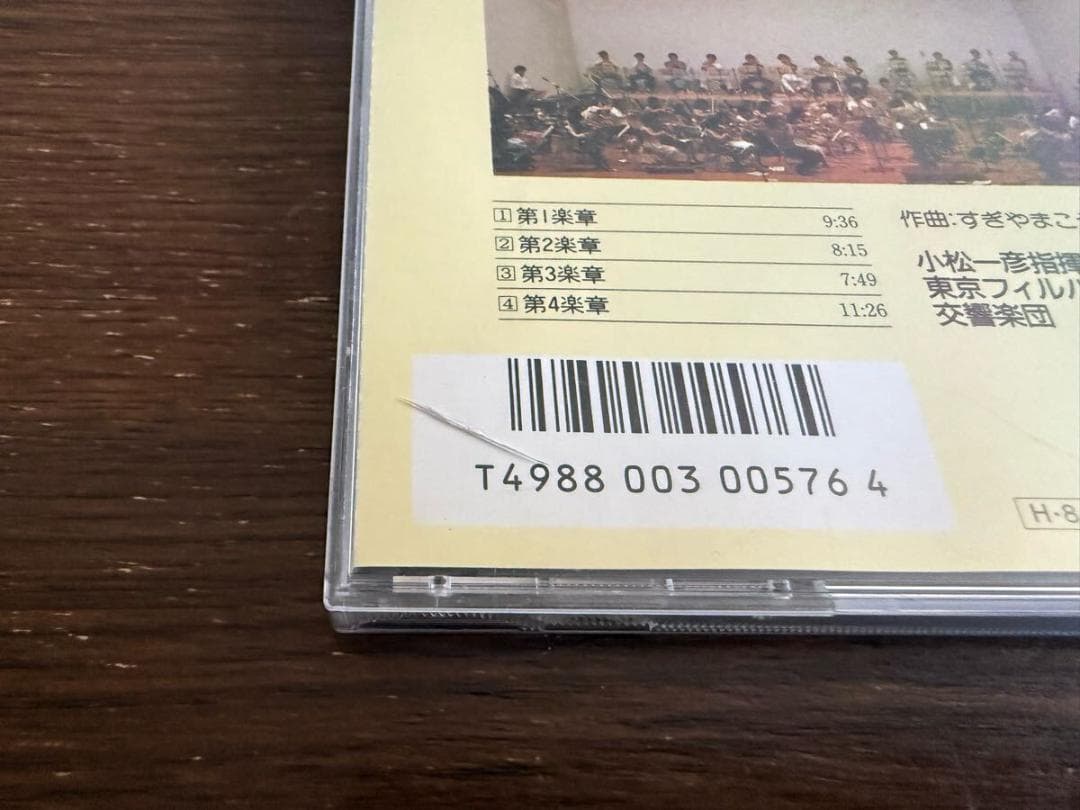 1 第1楽章 9:36
2 第2楽章 8:15
3 第3楽章 7:49
4 第4楽章 11:26
作曲:すぎやまこ
小松一彦指揮
東京フィルハ
交響楽団
T4988 003 00576 4
H·8